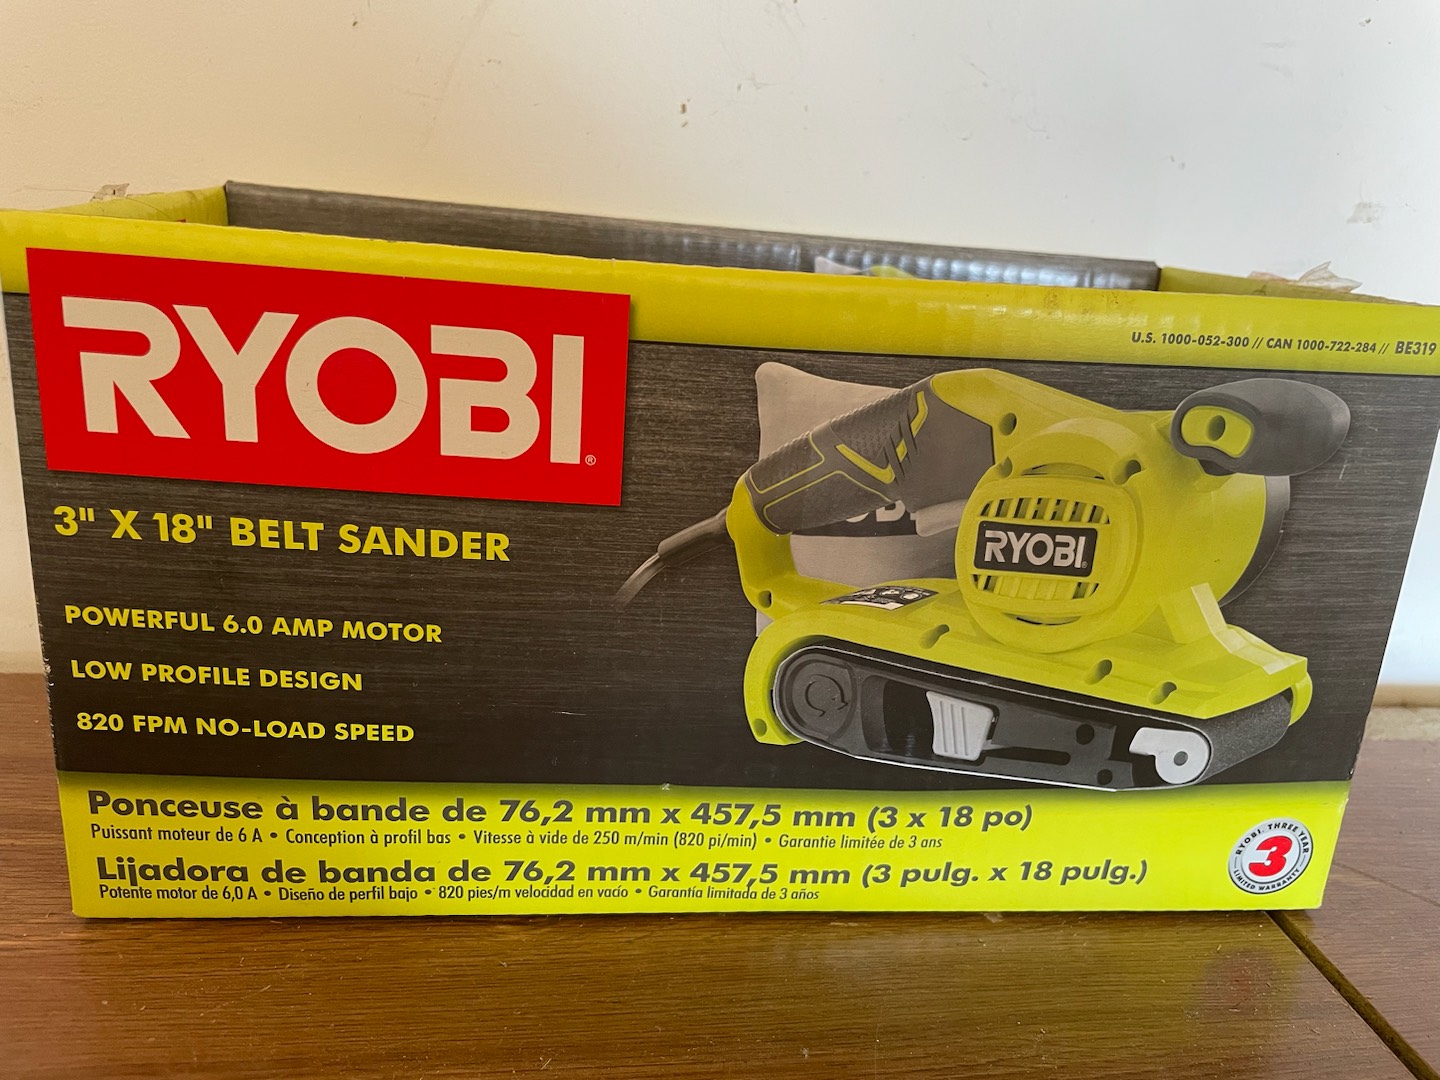 U.S. 1000-052-300 // CAN 1000-722-284 // BE319
RYOBI®
3" X 18" BELT SANDER
POWERFUL 6.0 AMP MOTOR
LOW PROFILE DESIGN
820 FPM NO-LOAD SPEED
RYOBI.
Ponceuse à bande de 76,2 mm x 457,5 mm (3 x 18 po)
Puissant moteur de 6 A • Conception à profil bas • Vitesse à vide de 250 m/min (820 pi/min) • Garantie limitée de 3 ans
Lijadora de banda de 76,2 mm x 457,5 mm (3 pulg. x 18 pulg.)
Potente motor de 6,0 A • Diseño de perfil bajo • 820 pies/m velocidad en vacío • Garantía limitada de 3 años
RYOBI. THREE YEAR
3
LIMITED WARRANTY